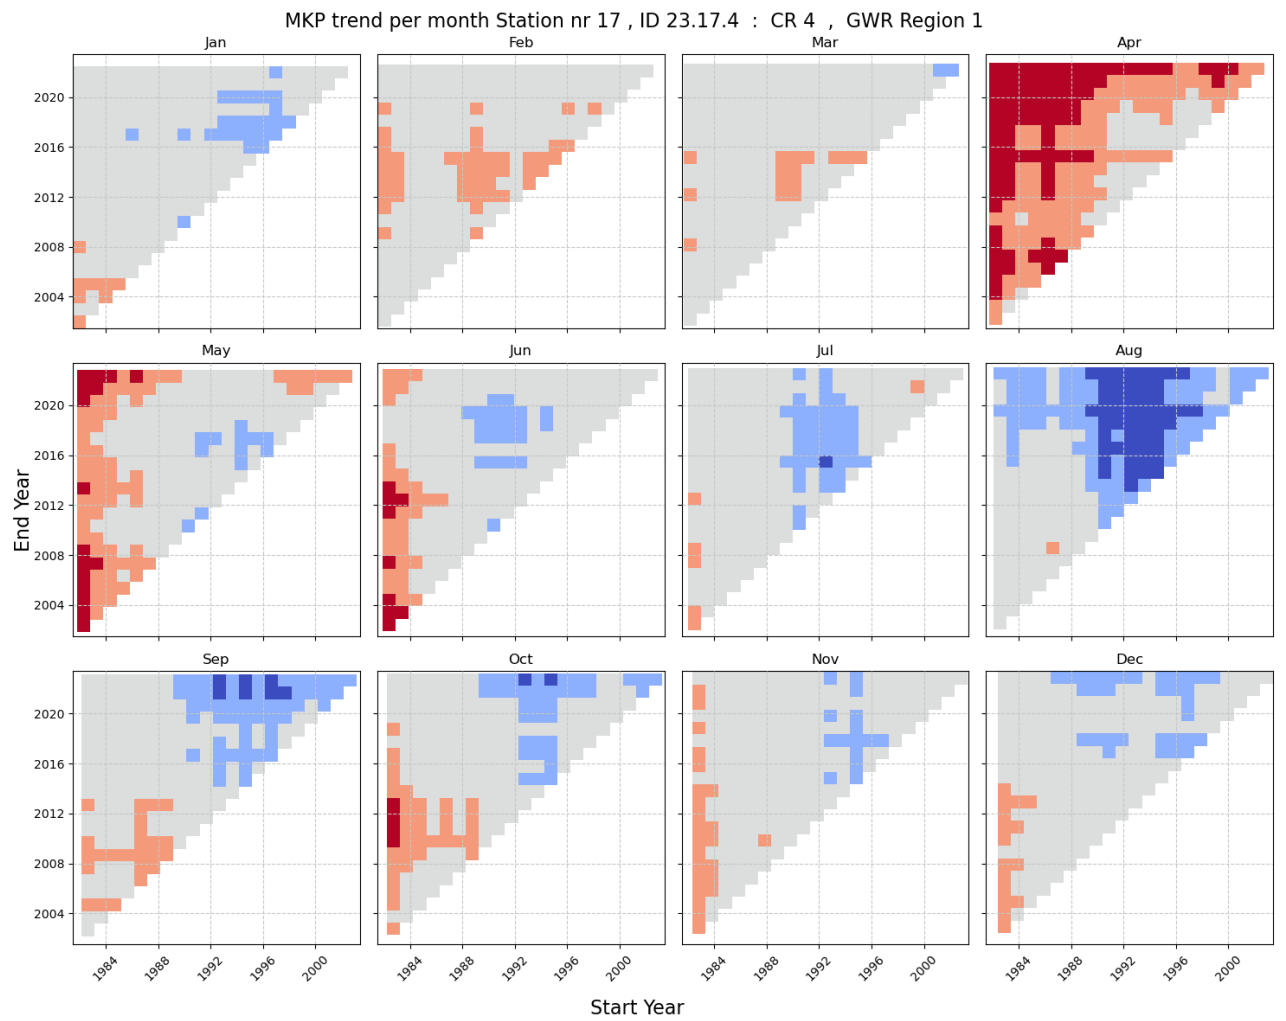 MKP trend per month Station nr 17 , ID 23.17.4  :  CR 4  ,  GWR Region 1
Jan
Feb
Mar
Apr
2020
2016
2012
2008
2004
May
Jun
Jul
Aug
2020
2016
2012
2008
2004
End Year
Sep
Oct
Nov
Dec
2020
2016
2012
2008
2004
1984 1988 1992 1996 2000
1984 1988 1992 1996 2000
1984 1988 1992 1996 2000
1984 1988 1992 1996 2000
Start Year